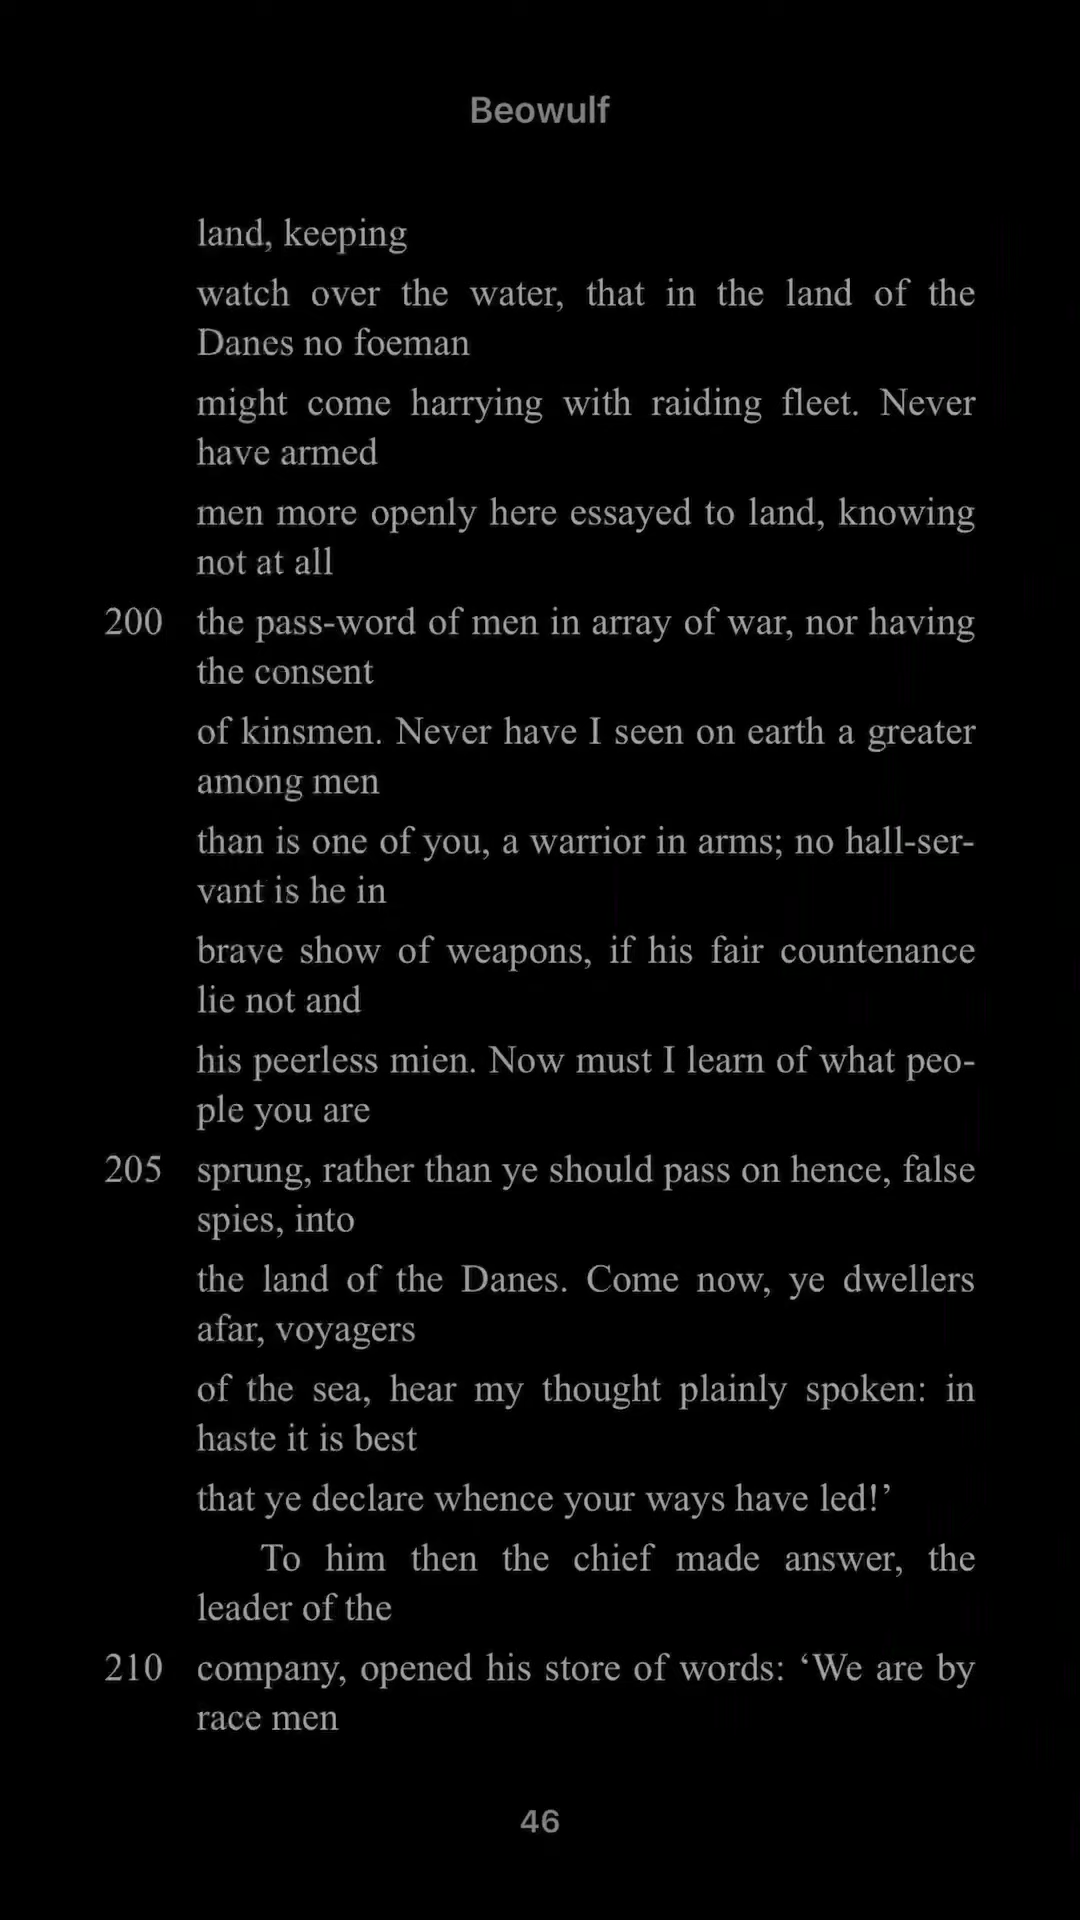 Beowulf
land, keeping
watch over the water, that in the land of the
Danes no foeman
might come harrying with raiding fleet. Never
have armed
men more openly here essayed to land, knowing
not at all
200 the pass-word of men in array of war, nor having
the consent
of kinsmen. Never have I seen on earth a greater
among men
than is one of you, a warrior in arms; no hall-ser-
vant is he in
brave show of weapons, if his fair countenance
lie not and
his peerless mien. Now must I learn of what peo-
ple you are
205 sprung, rather than ye should pass on hence, false
spies, into
the land of the Danes. Come now, ye dwellers
afar, voyagers
of the sea, hear my thought plainly spoken: in
haste it is best
that ye declare whence your ways have led!’
To him then the chief made answer, the
leader of the
210 company, opened his store of words: ‘We are by
race men
46